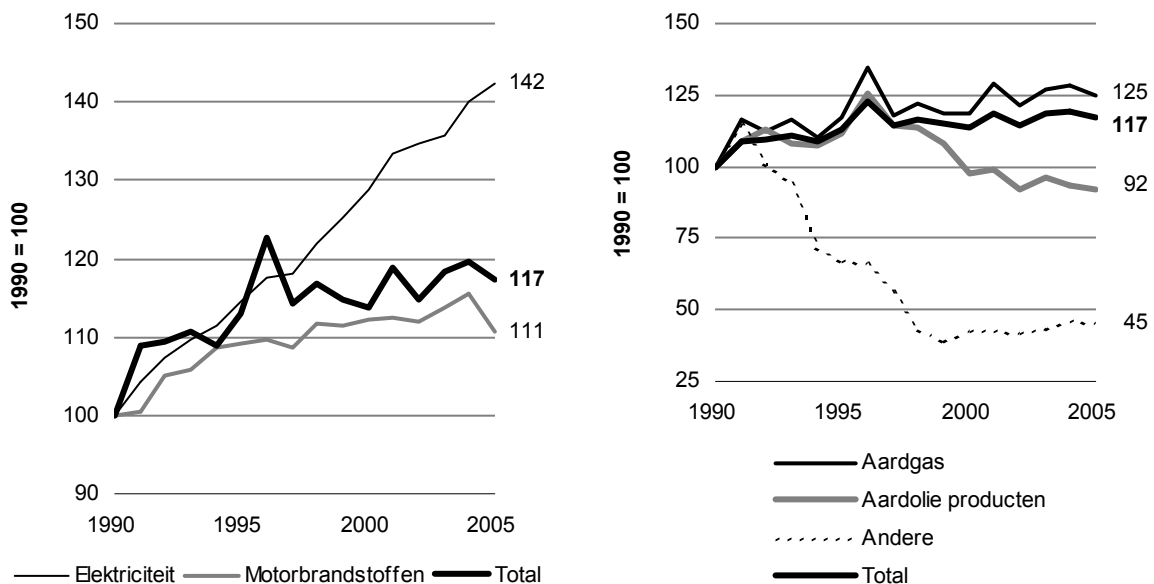 150
142
140
130
120
117
111
110
100
90
1990 = 100
1990 1995 2000 2005
Elektriciteit Motorbrandstoffen Total
150
125
125
117
100
92
75
50
45
25
1990 = 100
1990 1995 2000 2005
Aardgas
Aardolie producten
Andere
Total